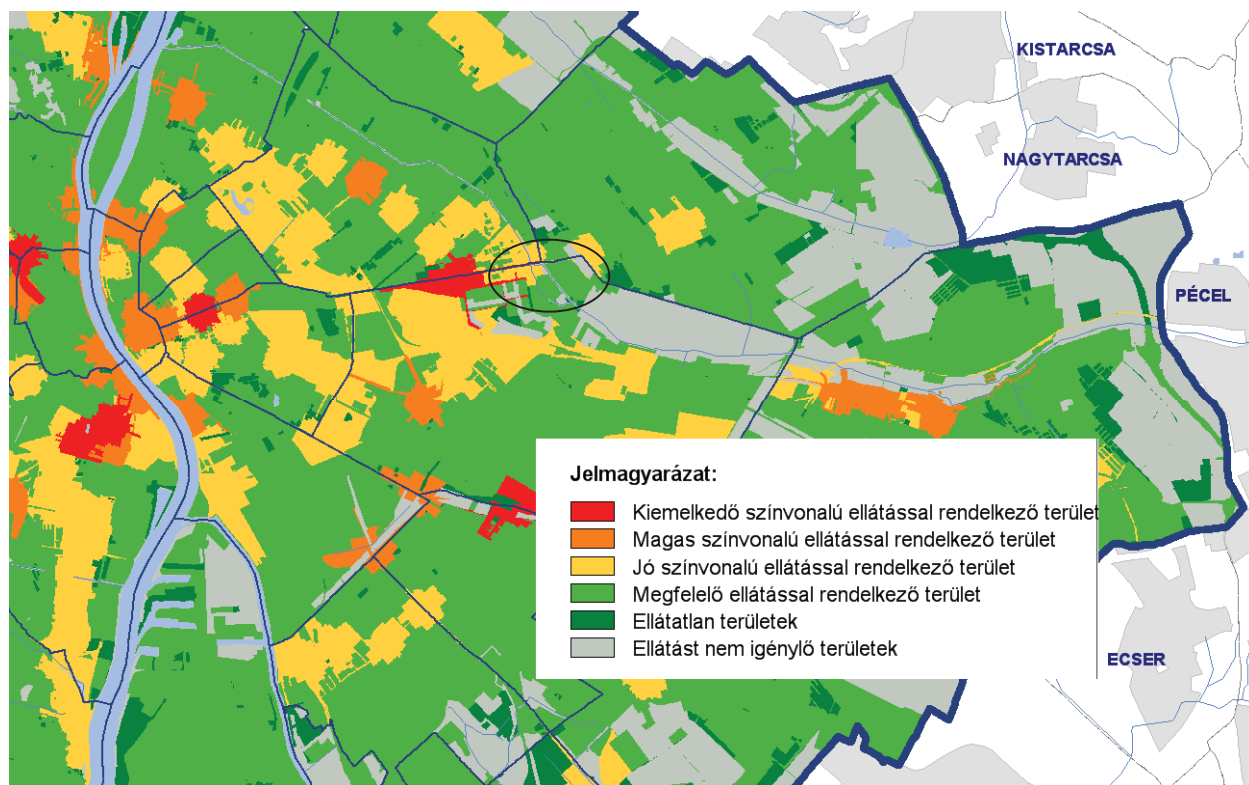 KISTARCSA
NAGYTARCSA
PÉCEL
Jelmagyarázat:
Kiemelkedő színvonalú ellátással rendelkező terület
Magas színvonalú ellátással rendelkező terület
Jó színvonalú ellátással rendelkező terület
Megfelelő ellátással rendelkező terület
Ellátatlan területek
Ellátást nem igénylő területek
ECSER